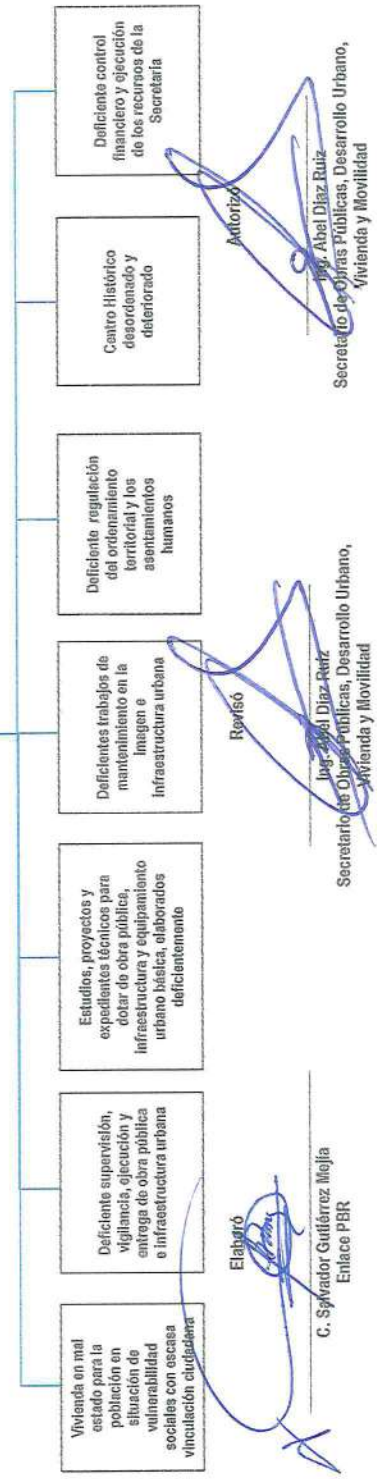 Vivienda en mal
estado para la
población en
situación de
vulnerabilidad
sociales con escasa
vinculación ciudadana
Deficiente supervisión,
vigilancia, ejecución y
entrega de obra pública
e infraestructura urbana
Estudios, proyectos y
expedientes técnicos para
dotar de obra pública,
infraestructura y equipamiento
urbano básica, elaborados
deficientemente
Deficientes trabajos de
mantenimiento en la
imagen e
infraestructura urbana
Deficiente regulación
del ordenamiento
territorial y los
asentamientos
humanos
Centro Histórico
desordenado y
deteriorado
Deficiente control
financiero y ejecución
de los recursos de la
Secretaría
Elaboró
C. Salvador Gutiérrez Mejía
Enlace PBR
Revisó
Ing. Abel Díaz Ruiz
Secretario de Obras Públicas, Desarrollo Urbano,
Vivienda y Movilidad
Autorizó
Ing. Abel Díaz Ruiz
Secretario de Obras Públicas, Desarrollo Urbano,
Vivienda y Movilidad